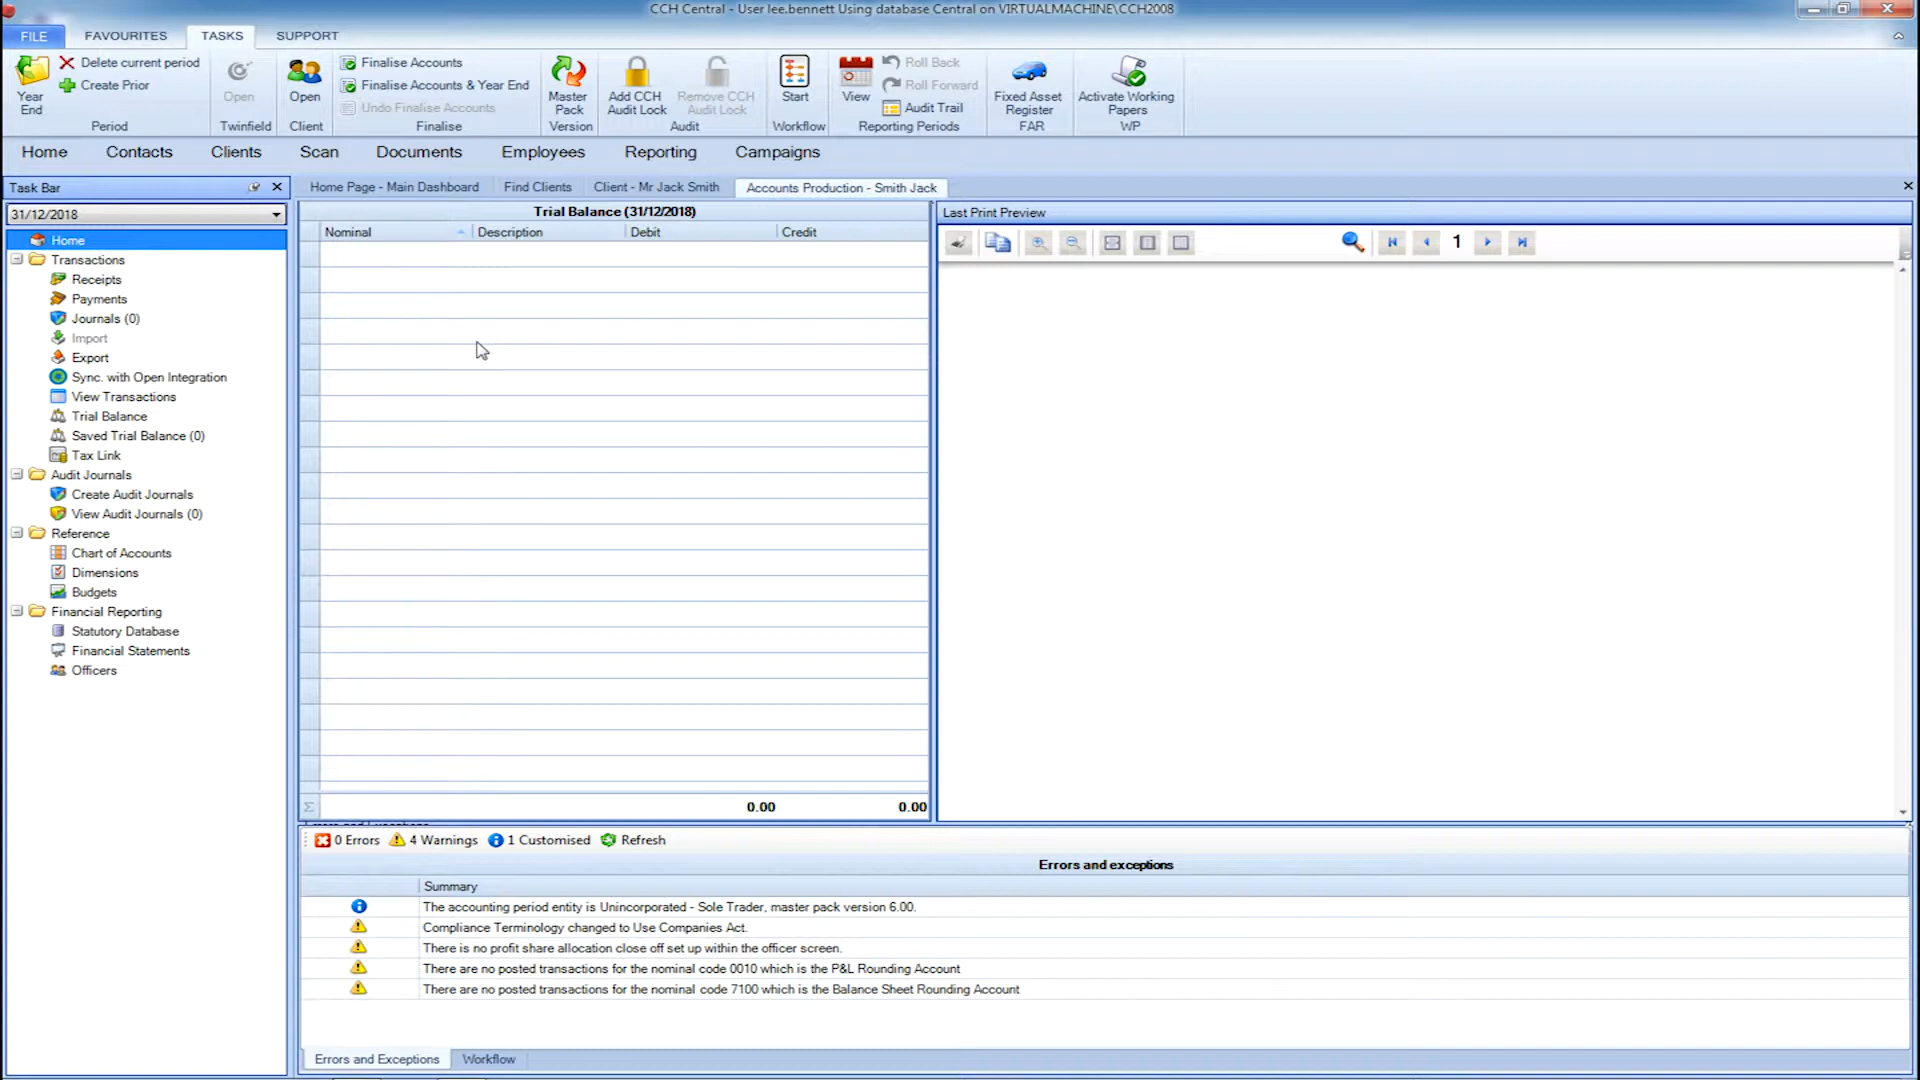 CCH Central - User lee.bennett Using database Central on VIRTUALMACHINE\CCH2008
FILE FAVOURITES TASKS SUPPORT
Year End
Delete current period
Create Prior
Period
Open
Twinfield
Open
Client
Finalise Accounts
Finalise Accounts & Year End
Undo Finalise Accounts
Finalise
Master Pack
Version
Add CCH Audit Lock
Remove CCH Audit Lock
Audit
Start
Workflow
View
Roll Back
Roll Forward
Audit Trail
Reporting Periods
Fixed Asset Register
FAR
Activate Working Papers
WP
Home Contacts Clients Scan Documents Employees Reporting Campaigns
Task Bar
Home Page - Main Dashboard Find Clients Client - Mr Jack Smith Accounts Production - Smith Jack
31/12/2018
Home
Transactions
Receipts
Payments
Journals (0)
Import
Export
Sync. with Open Integration
View Transactions
Trial Balance
Saved Trial Balance (0)
Tax Link
Audit Journals
Create Audit Journals
View Audit Journals (0)
Reference
Chart of Accounts
Dimensions
Budgets
Financial Reporting
Statutory Database
Financial Statements
Officers
Trial Balance (31/12/2018)
Nominal Description Debit Credit
Σ 0.00 0.00
Last Print Preview
1
0 Errors 4 Warnings 1 Customised Refresh
Errors and exceptions
Summary
The accounting period entity is Unincorporated - Sole Trader, master pack version 6.00.
Compliance Terminology changed to Use Companies Act.
There is no profit share allocation close off set up within the officer screen.
There are no posted transactions for the nominal code 0010 which is the P&L Rounding Account
There are no posted transactions for the nominal code 7100 which is the Balance Sheet Rounding Account
Errors and Exceptions Workflow